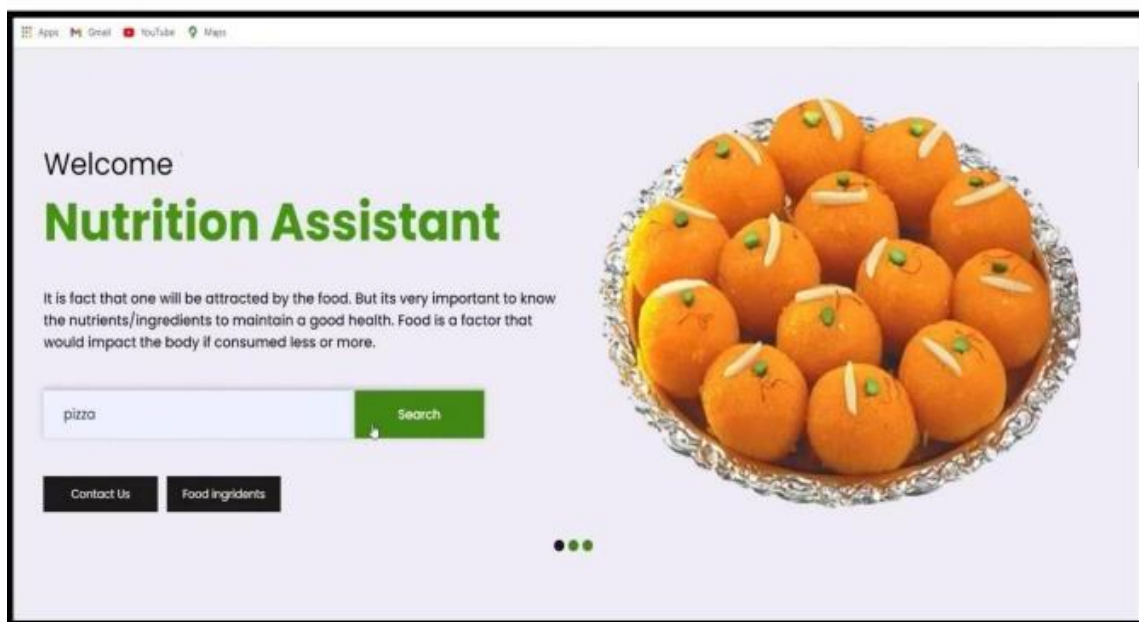 Apps Gmail YouTube Maps
Welcome
Nutrition Assistant
It is fact that one will be attracted by the food. But its very important to know
the nutrients/ingredients to maintain a good health. Food is a factor that
would impact the body if consumed less or more.
pizza Search
Contact Us Food ingridents